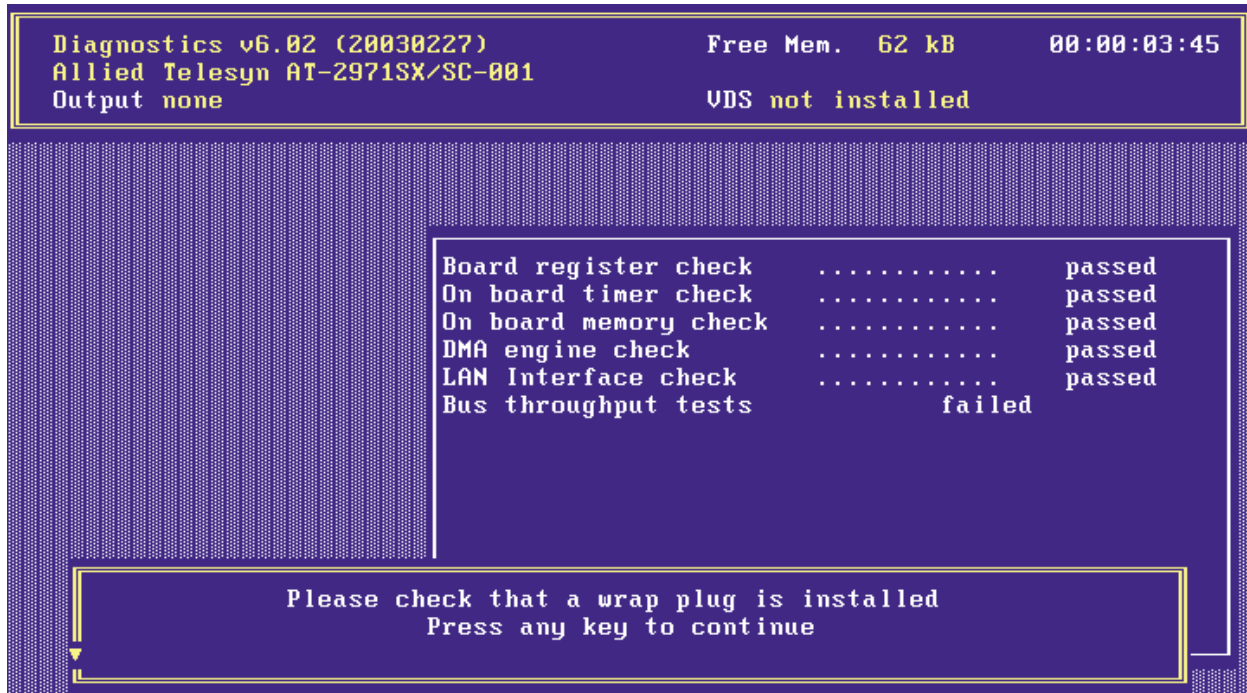 Diagnostics v6.02 (20030227) Free Mem. 62 kB 00:00:03:45
Allied Telesyn AT-2971SX/SC-001
Output none VDS not installed
Board register check ............ passed
On board timer check ............ passed
On board memory check ............ passed
DMA engine check ............ passed
LAN Interface check ............ passed
Bus throughput tests failed
Please check that a wrap plug is installed
Press any key to continue